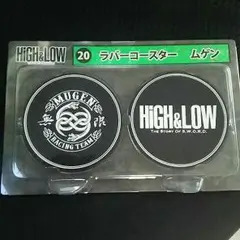 HiGH&LOW
20
ラバーコースター ムゲン
MUGEN
無 限
RACING TEAM
HiGH&LOW
THE STORY OF S.W.O.R.D.